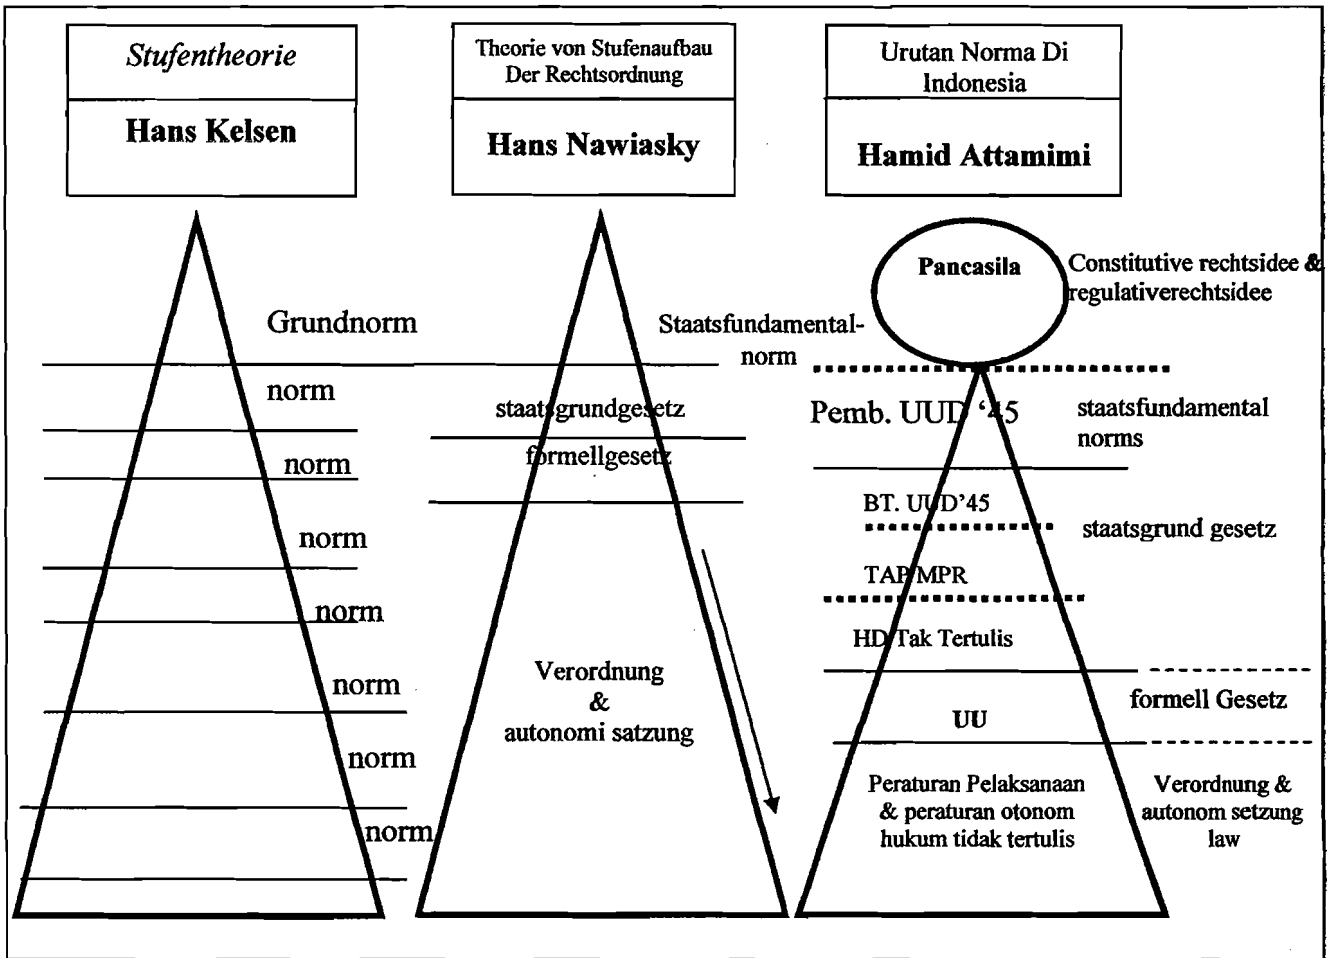 Stufentheorie
Hans Kelsen
Grundnorm
norm
norm
norm
norm
norm
norm
norm
Theorie von Stufenaufbau
Der Rechtsordnung
Hans Nawiasky
Staatsfundamental-
norm
staatsgrundgesetz
formellgesetz
Verordnung
&
autonomi satzung
Urutan Norma Di
Indonesia
Hamid Attamimi
Pancasila
Constitutive rechtsidee &
regulativerechtsidee
Pemb. UUD ‘45
staatsfundamental
norms
BT. UUD’45
staatsgrund gesetz
TAP MPR
HD Tak Tertulis
formell Gesetz
UU
Peraturan Pelaksanaan
& peraturan otonom
hukum tidak tertulis
Verordnung &
autonom setzung
law